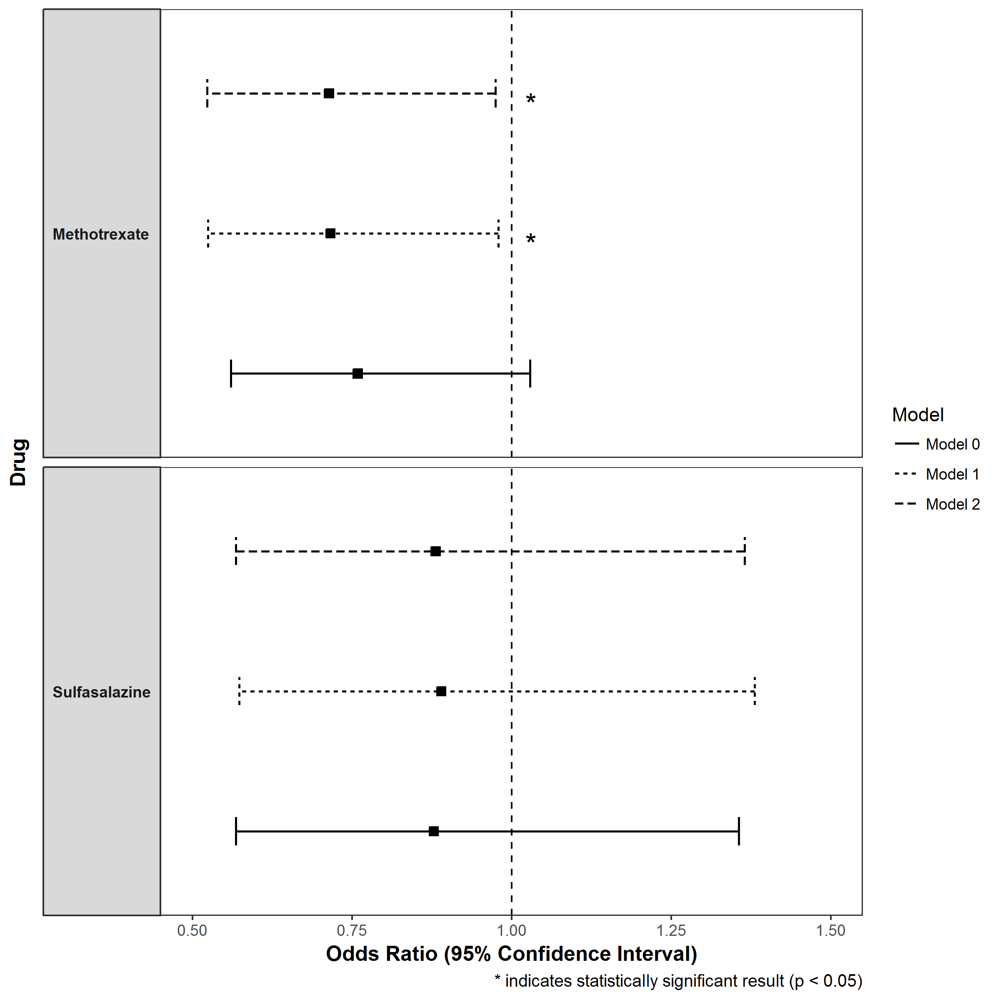 Drug
Methotrexate
*
*
Sulfasalazine
0.50 0.75 1.00 1.25 1.50
Odds Ratio (95% Confidence Interval)
* indicates statistically significant result (p < 0.05)
Model
Model 0
Model 1
Model 2